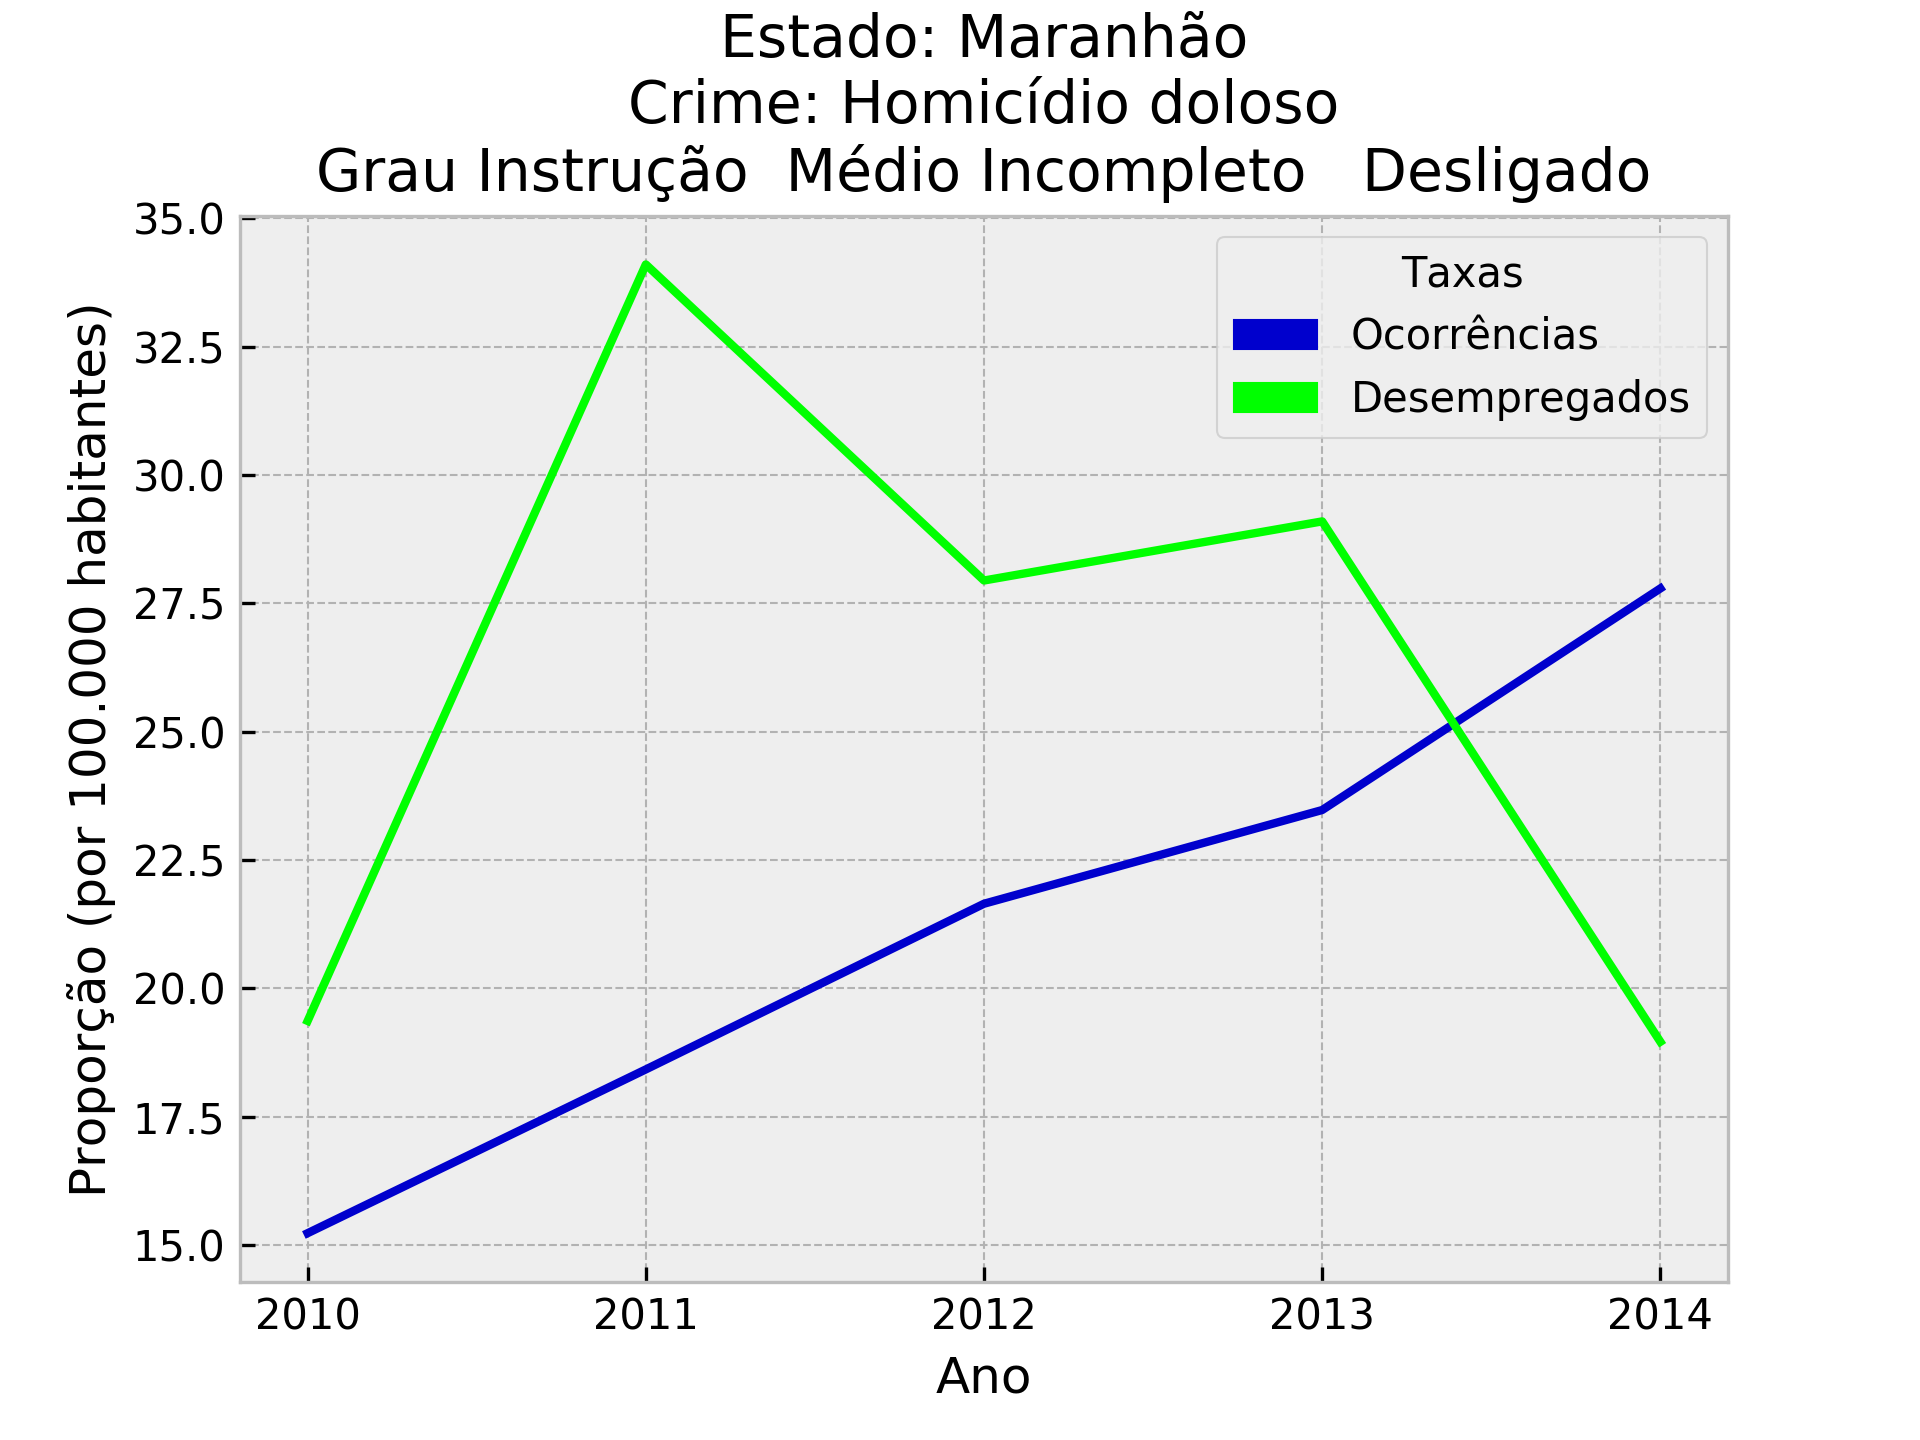 Estado: Maranhão
Crime: Homicídio doloso
Grau Instrução  Médio Incompleto   Desligado
Proporção (por 100.000 habitantes)
35.0
32.5
30.0
27.5
25.0
22.5
20.0
17.5
15.0
Taxas
Ocorrências
Desempregados
2010
2011
2012
2013
2014
Ano